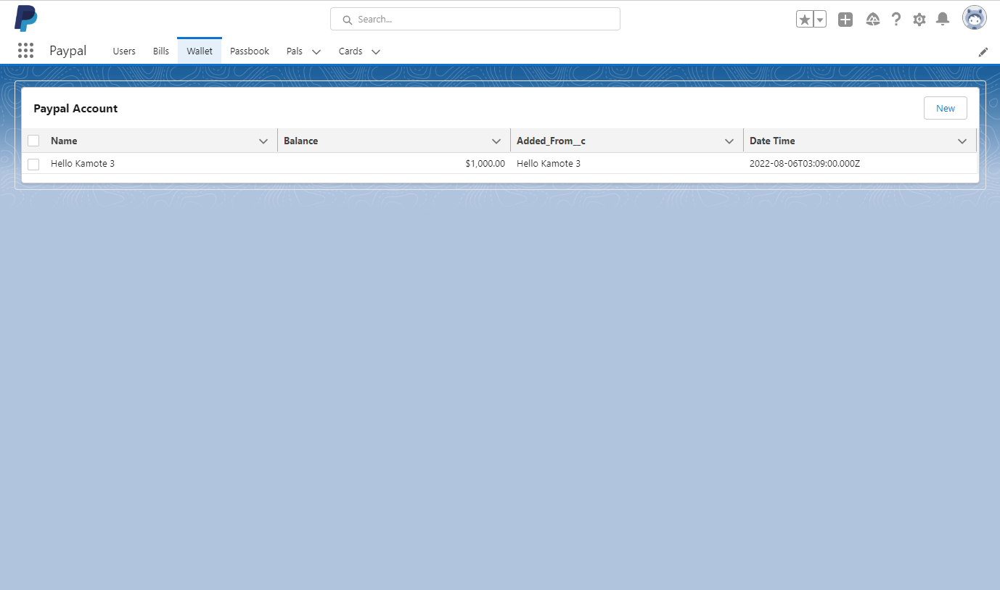 Search...
Paypal Users Bills Wallet Passbook Pals Cards
Paypal Account New
Name Balance Added_From__c Date Time
Hello Kamote 3 $1,000.00 Hello Kamote 3 2022-08-06T03:09:00.000Z